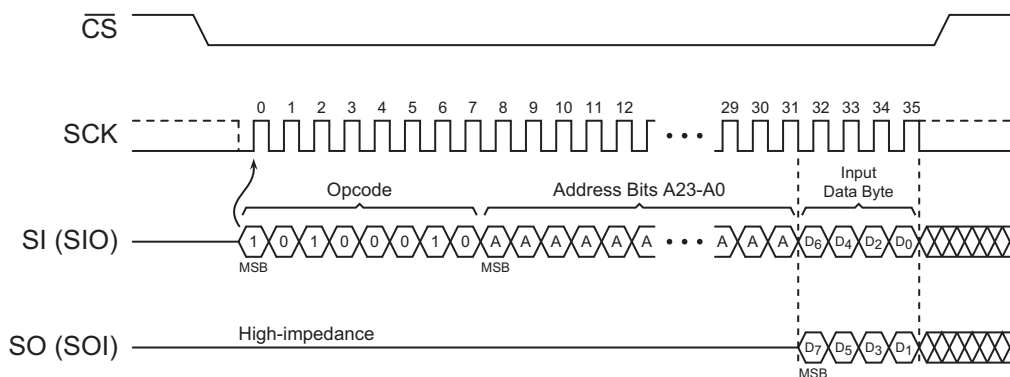 CS
0 1 2 3 4 5 6 7 8 9 10 11 12 29 30 31 32 33 34 35
SCK
Opcode Address Bits A23-A0 Input Data Byte
SI (SIO) 1 0 1 0 0 0 1 0 A A A A A A A A A D6 D4 D2 D0
MSB MSB
High-impedance
SO (SOI) D7 D5 D3 D1
MSB